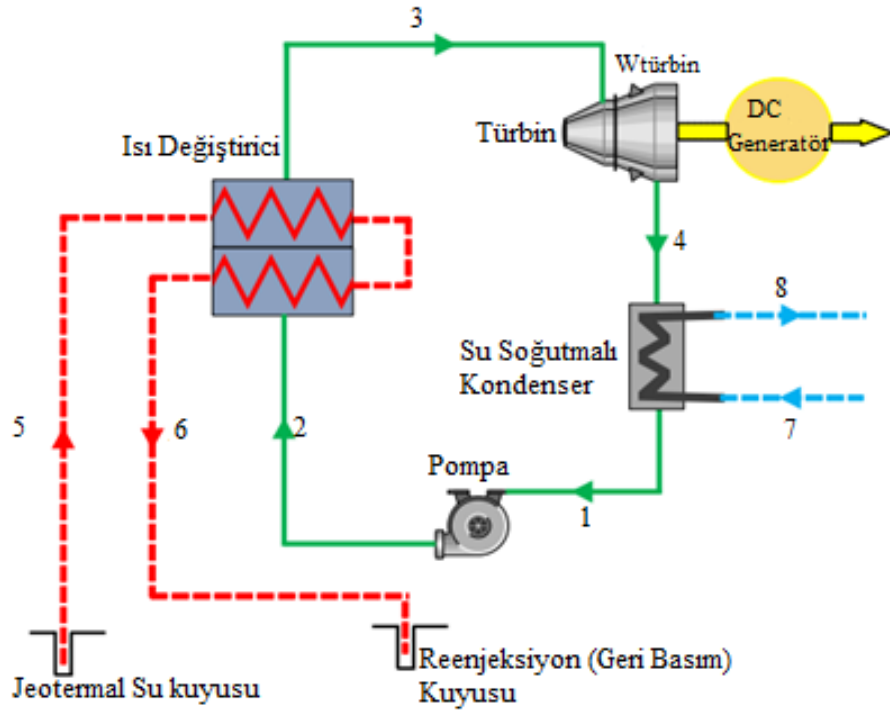 3
Wtürbin
Türbin
DC
Generatör
Isı Değiştirici
4
8
Su Soğutmalı
Kondenser
7
5
6
2
Pompa
1
Jeotermal Su kuyusu
Reenjeksiyon (Geri Basım)
Kuyusu